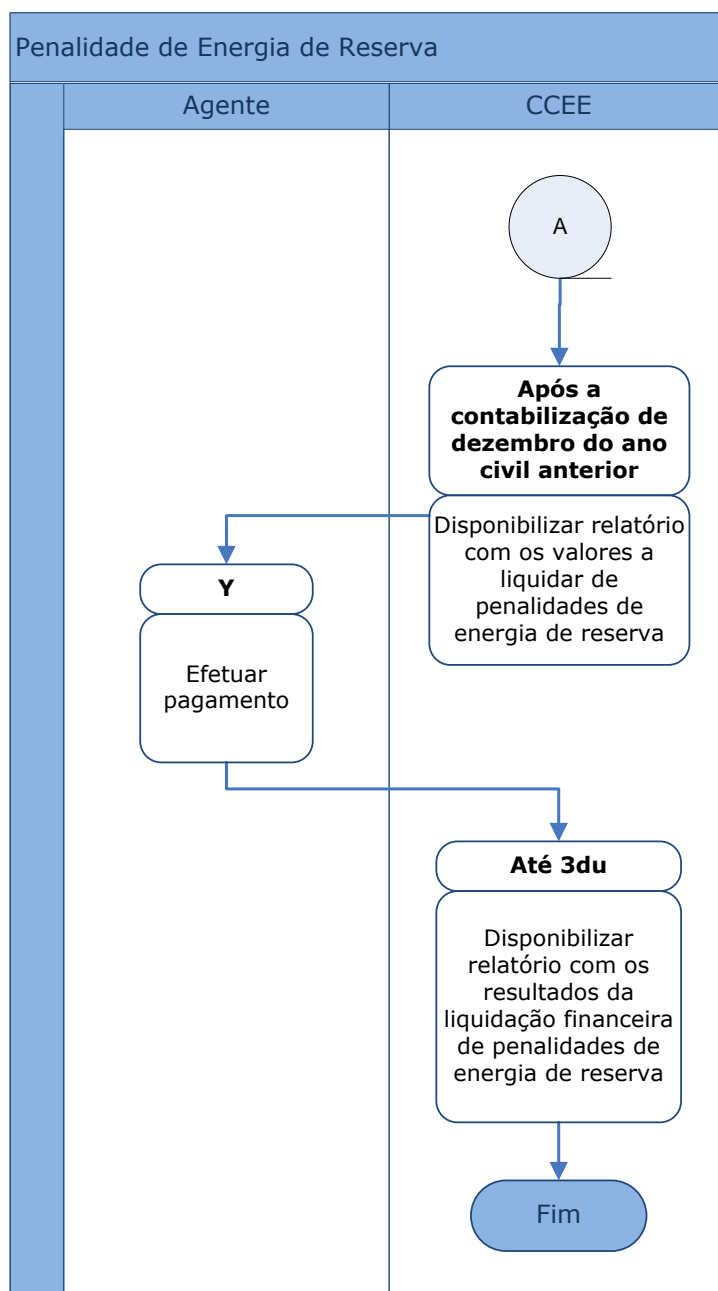 Penalidade de Energia de Reserva
Agente
CCEE
A
Após a
contabilização de
dezembro do ano
civil anterior
Disponibilizar relatório
com os valores a
liquidar de
penalidades de
energia de reserva
Y
Efetuar
pagamento
Até 3du
Disponibilizar
relatório com os
resultados da
liquidação financeira
de penalidades de
energia de reserva
Fim